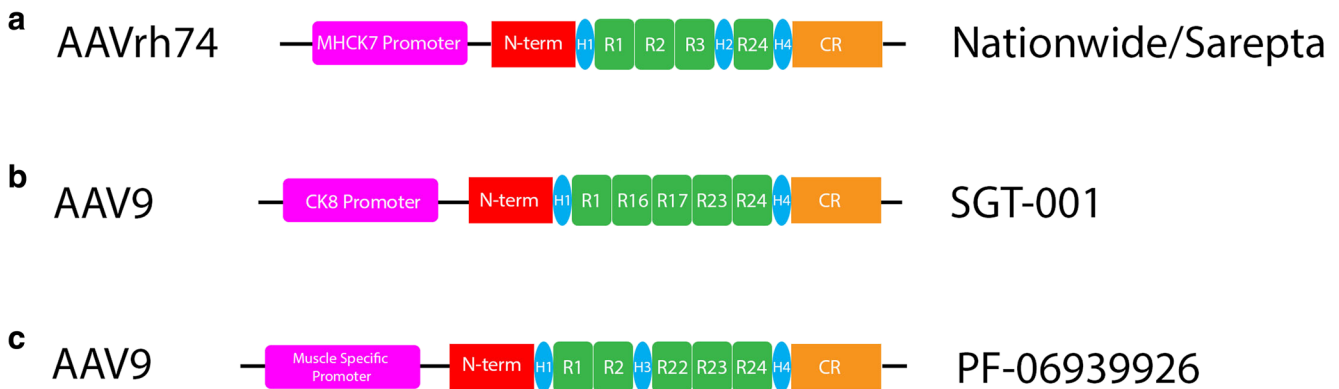 a
AAVrh74 MHCK7 Promoter N-term H1 R1 R2 R3 H2 R24 H4 CR Nationwide/Sarepta
b
AAV9 CK8 Promoter N-term H1 R1 R16 R17 R23 R24 H4 CR SGT-001
c
AAV9 Muscle Specific Promoter N-term H1 R1 R2 H3 R22 R23 R24 H4 CR PF-06939926